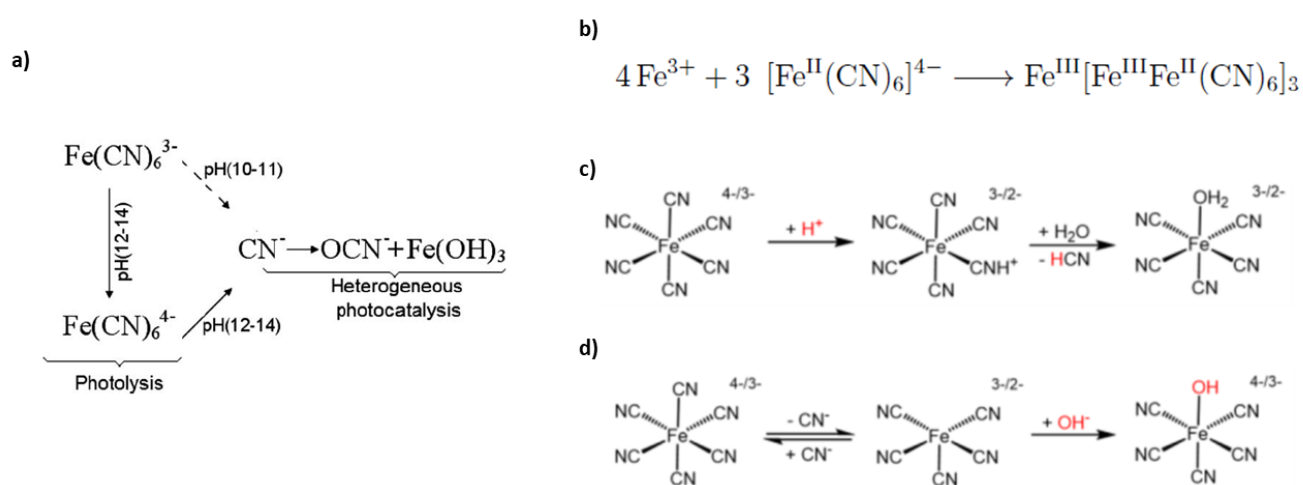 a)
Fe(CN)₆³⁻
pH(10-11)
pH(12-14)
CN⁻→OCN⁻+Fe(OH)₃
Heterogeneous
photocatalysis
Fe(CN)₆⁴⁻
pH(12-14)
Photolysis
b)
4 Fe³⁺ + 3 [Feᴵᴵ(CN)₆]⁴⁻ ⟶ Feᴵᴵᴵ[FeᴵᴵᴵFeᴵᴵ(CN)₆]₃
c)
CN 4-/3-
NC CN
Fe
NC CN
CN
+ H⁺
CN 3-/2-
NC CN
Fe
NC CNH⁺
CN
+ H₂O
- HCN
OH₂ 3-/2-
NC CN
Fe
NC CN
CN
d)
CN 4-/3-
NC CN
Fe
NC CN
CN
- CN⁻
+ CN⁻
3-/2-
NC CN
Fe
NC CN
CN
+ OH⁻
OH 4-/3-
NC CN
Fe
NC CN
CN